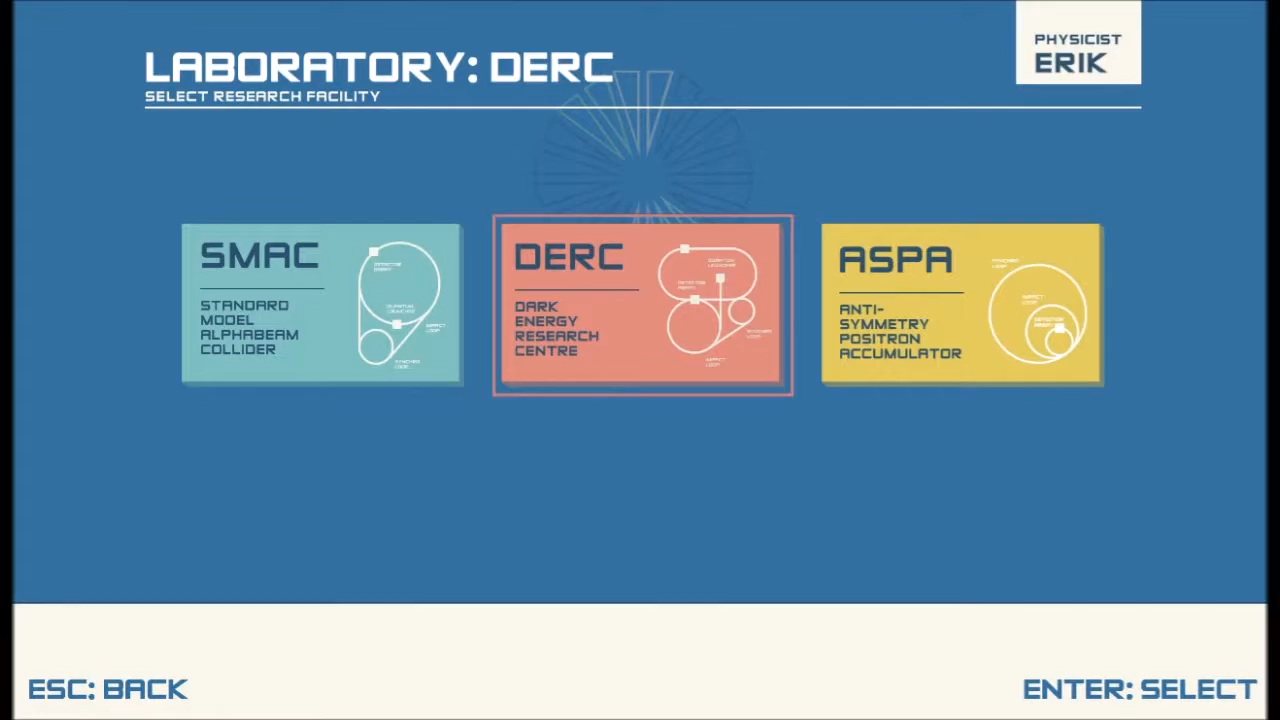 LABORATORY: DERC
SELECT RESEARCH FACILITY
PHYSICIST
ERIK
SMAC
STANDARD
MODEL
ALPHABEAM
COLLIDER
DERC
DARK
ENERGY
RESEARCH
CENTRE
ASPA
ANTI-
SYMMETRY
POSITRON
ACCUMULATOR
ESC: BACK
ENTER: SELECT